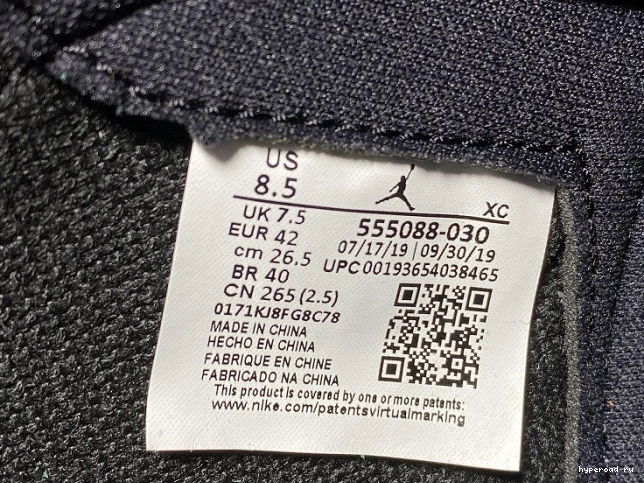 US
8.5
XC
UK 7.5
EUR 42
cm 26.5
BR 40
CN 265 (2.5)
0171KJ8FG8C78
555088-030
07/17/19 | 09/30/19
UPC00193654038465
MADE IN CHINA
HECHO EN CHINA
FABRIQUE EN CHINE
FABRICADO NA CHINA
This product is covered by one or more patents:
www.nike.com/patentsvirtualmarking
hyperoad.ru